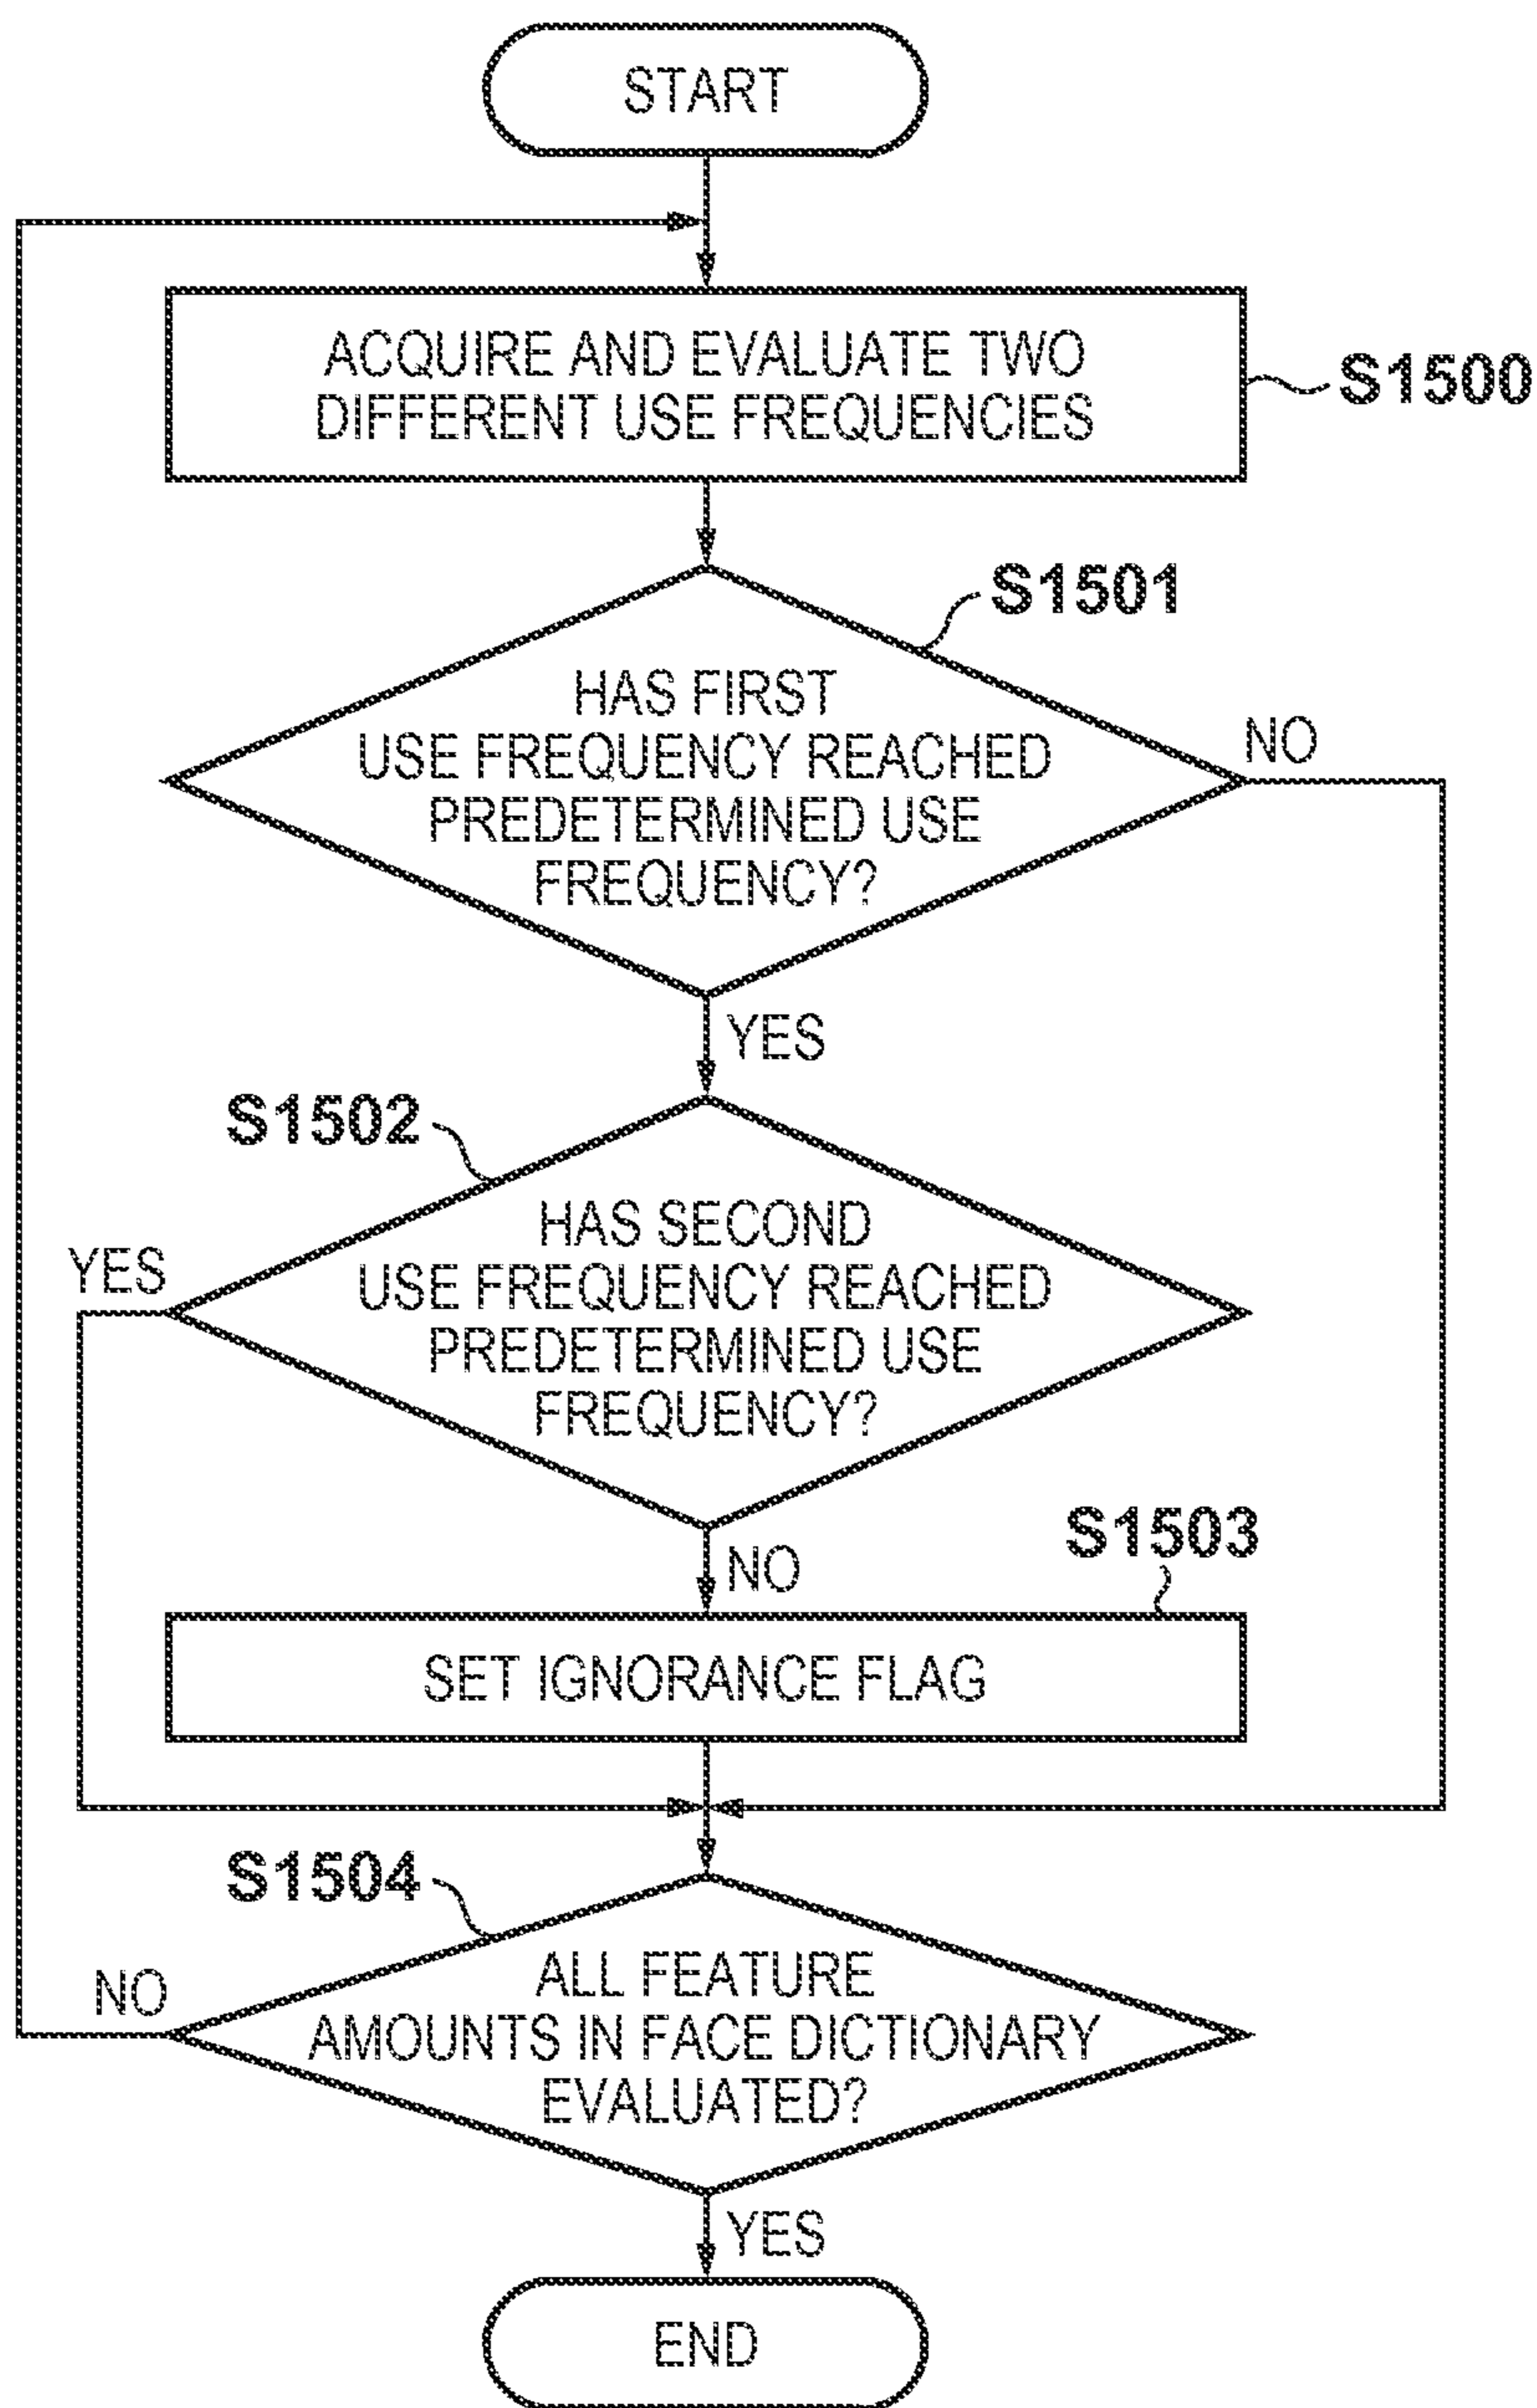 START
ACQUIRE AND EVALUATE TWO
DIFFERENT USE FREQUENCIES
S1500
S1501
HAS FIRST
USE FREQUENCY REACHED
PREDETERMINED USE
FREQUENCY?
NO
YES
S1502
HAS SECOND
USE FREQUENCY REACHED
PREDETERMINED USE
FREQUENCY?
YES
NO
S1503
SET IGNORANCE FLAG
S1504
ALL FEATURE
AMOUNTS IN FACE DICTIONARY
EVALUATED?
NO
YES
END